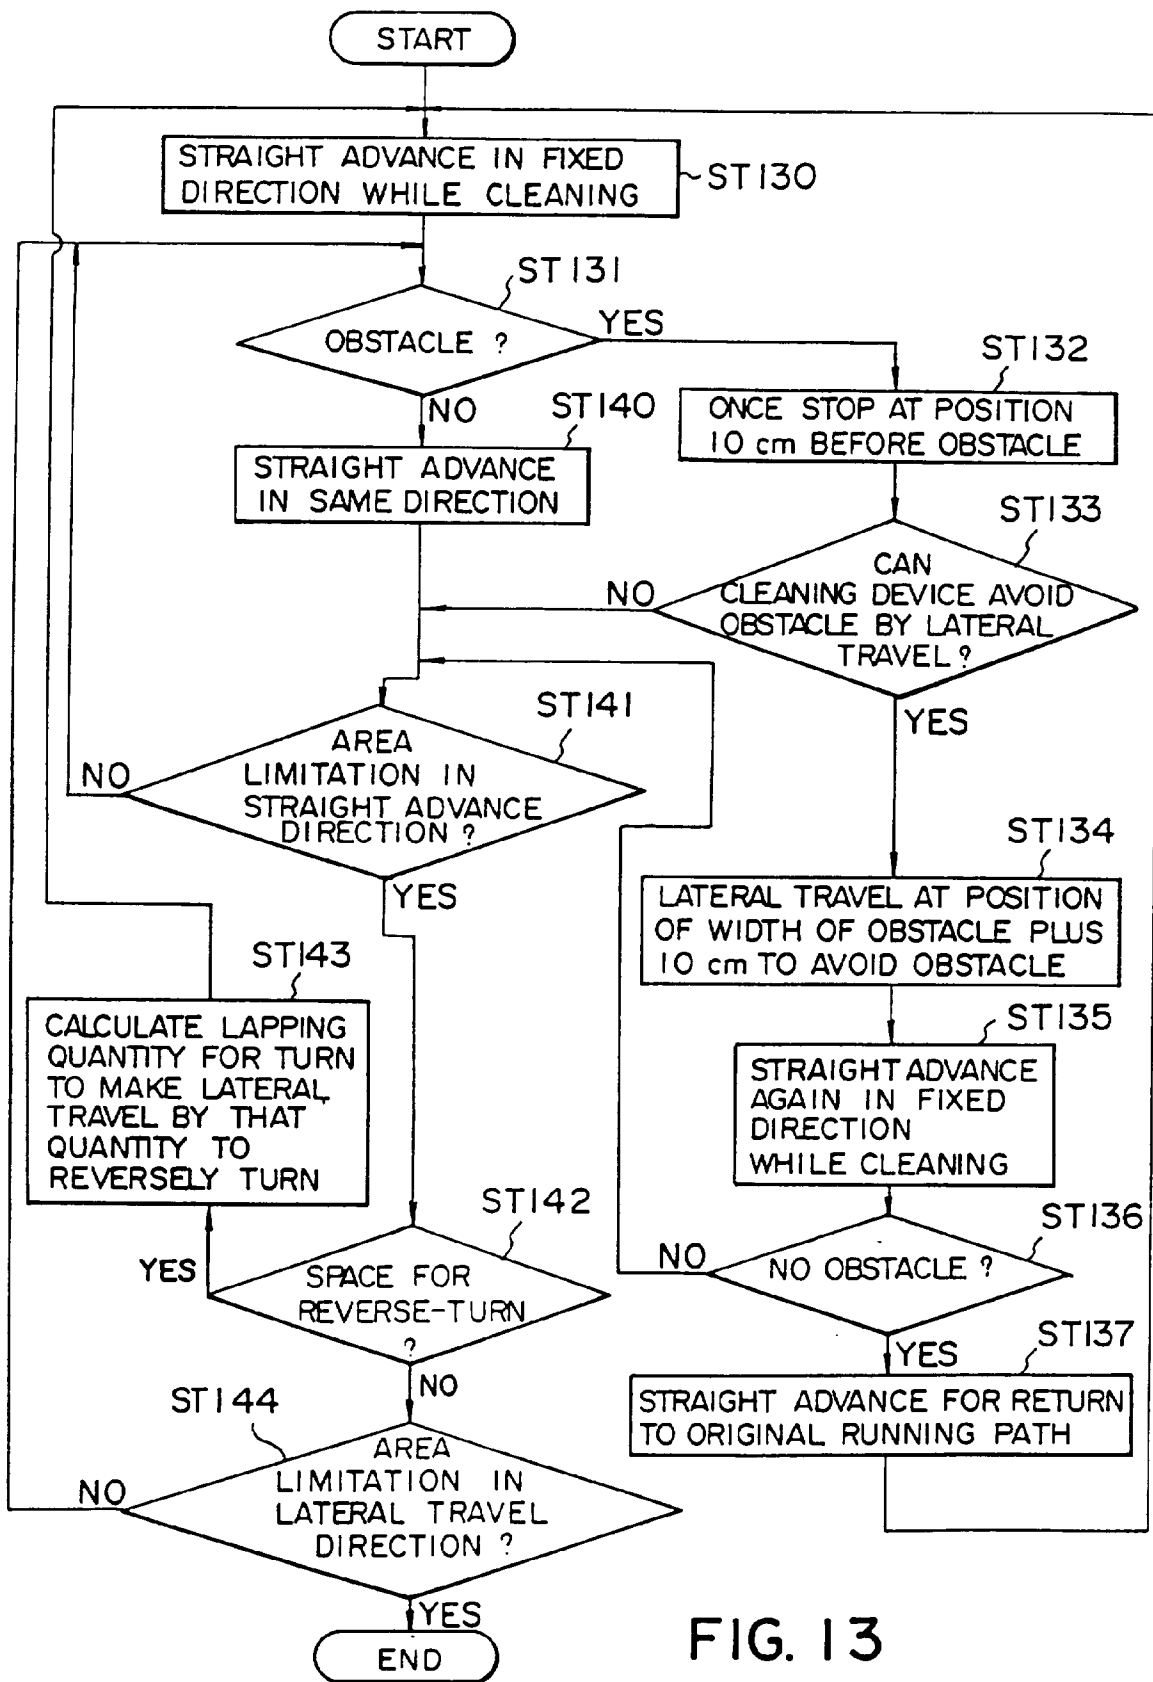 START
STRAIGHT ADVANCE IN FIXED
DIRECTION WHILE CLEANING
ST130
ST131
OBSTACLE ?
YES
NO
ST132
ONCE STOP AT POSITION
10 cm BEFORE OBSTACLE
ST140
STRAIGHT ADVANCE
IN SAME DIRECTION
ST133
CAN
CLEANING DEVICE AVOID
OBSTACLE BY LATERAL
TRAVEL ?
NO
YES
ST141
AREA
LIMITATION IN
STRAIGHT ADVANCE
DIRECTION ?
NO
YES
ST134
LATERAL TRAVEL AT POSITION
OF WIDTH OF OBSTACLE PLUS
10 cm TO AVOID OBSTACLE
ST143
CALCULATE LAPPING
QUANTITY FOR TURN
TO MAKE LATERAL
TRAVEL BY THAT
QUANTITY TO
REVERSELY TURN
ST135
STRAIGHT ADVANCE
AGAIN IN FIXED
DIRECTION
WHILE CLEANING
ST142
SPACE FOR
REVERSE-TURN
?
YES
NO
ST136
NO OBSTACLE ?
NO
YES
ST137
STRAIGHT ADVANCE FOR RETURN
TO ORIGINAL RUNNING PATH
ST144
AREA
LIMITATION IN
LATERAL TRAVEL
DIRECTION ?
NO
YES
END
FIG. 13